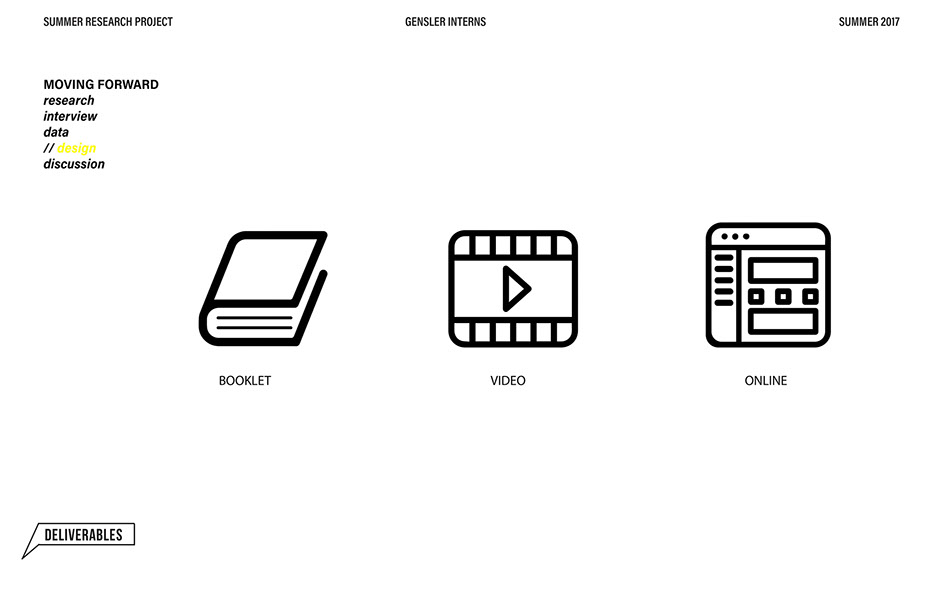 SUMMER RESEARCH PROJECT
GENSLER INTERNS
SUMMER 2017
MOVING FORWARD
research
interview
data
// design
discussion
BOOKLET
VIDEO
ONLINE
DELIVERABLES